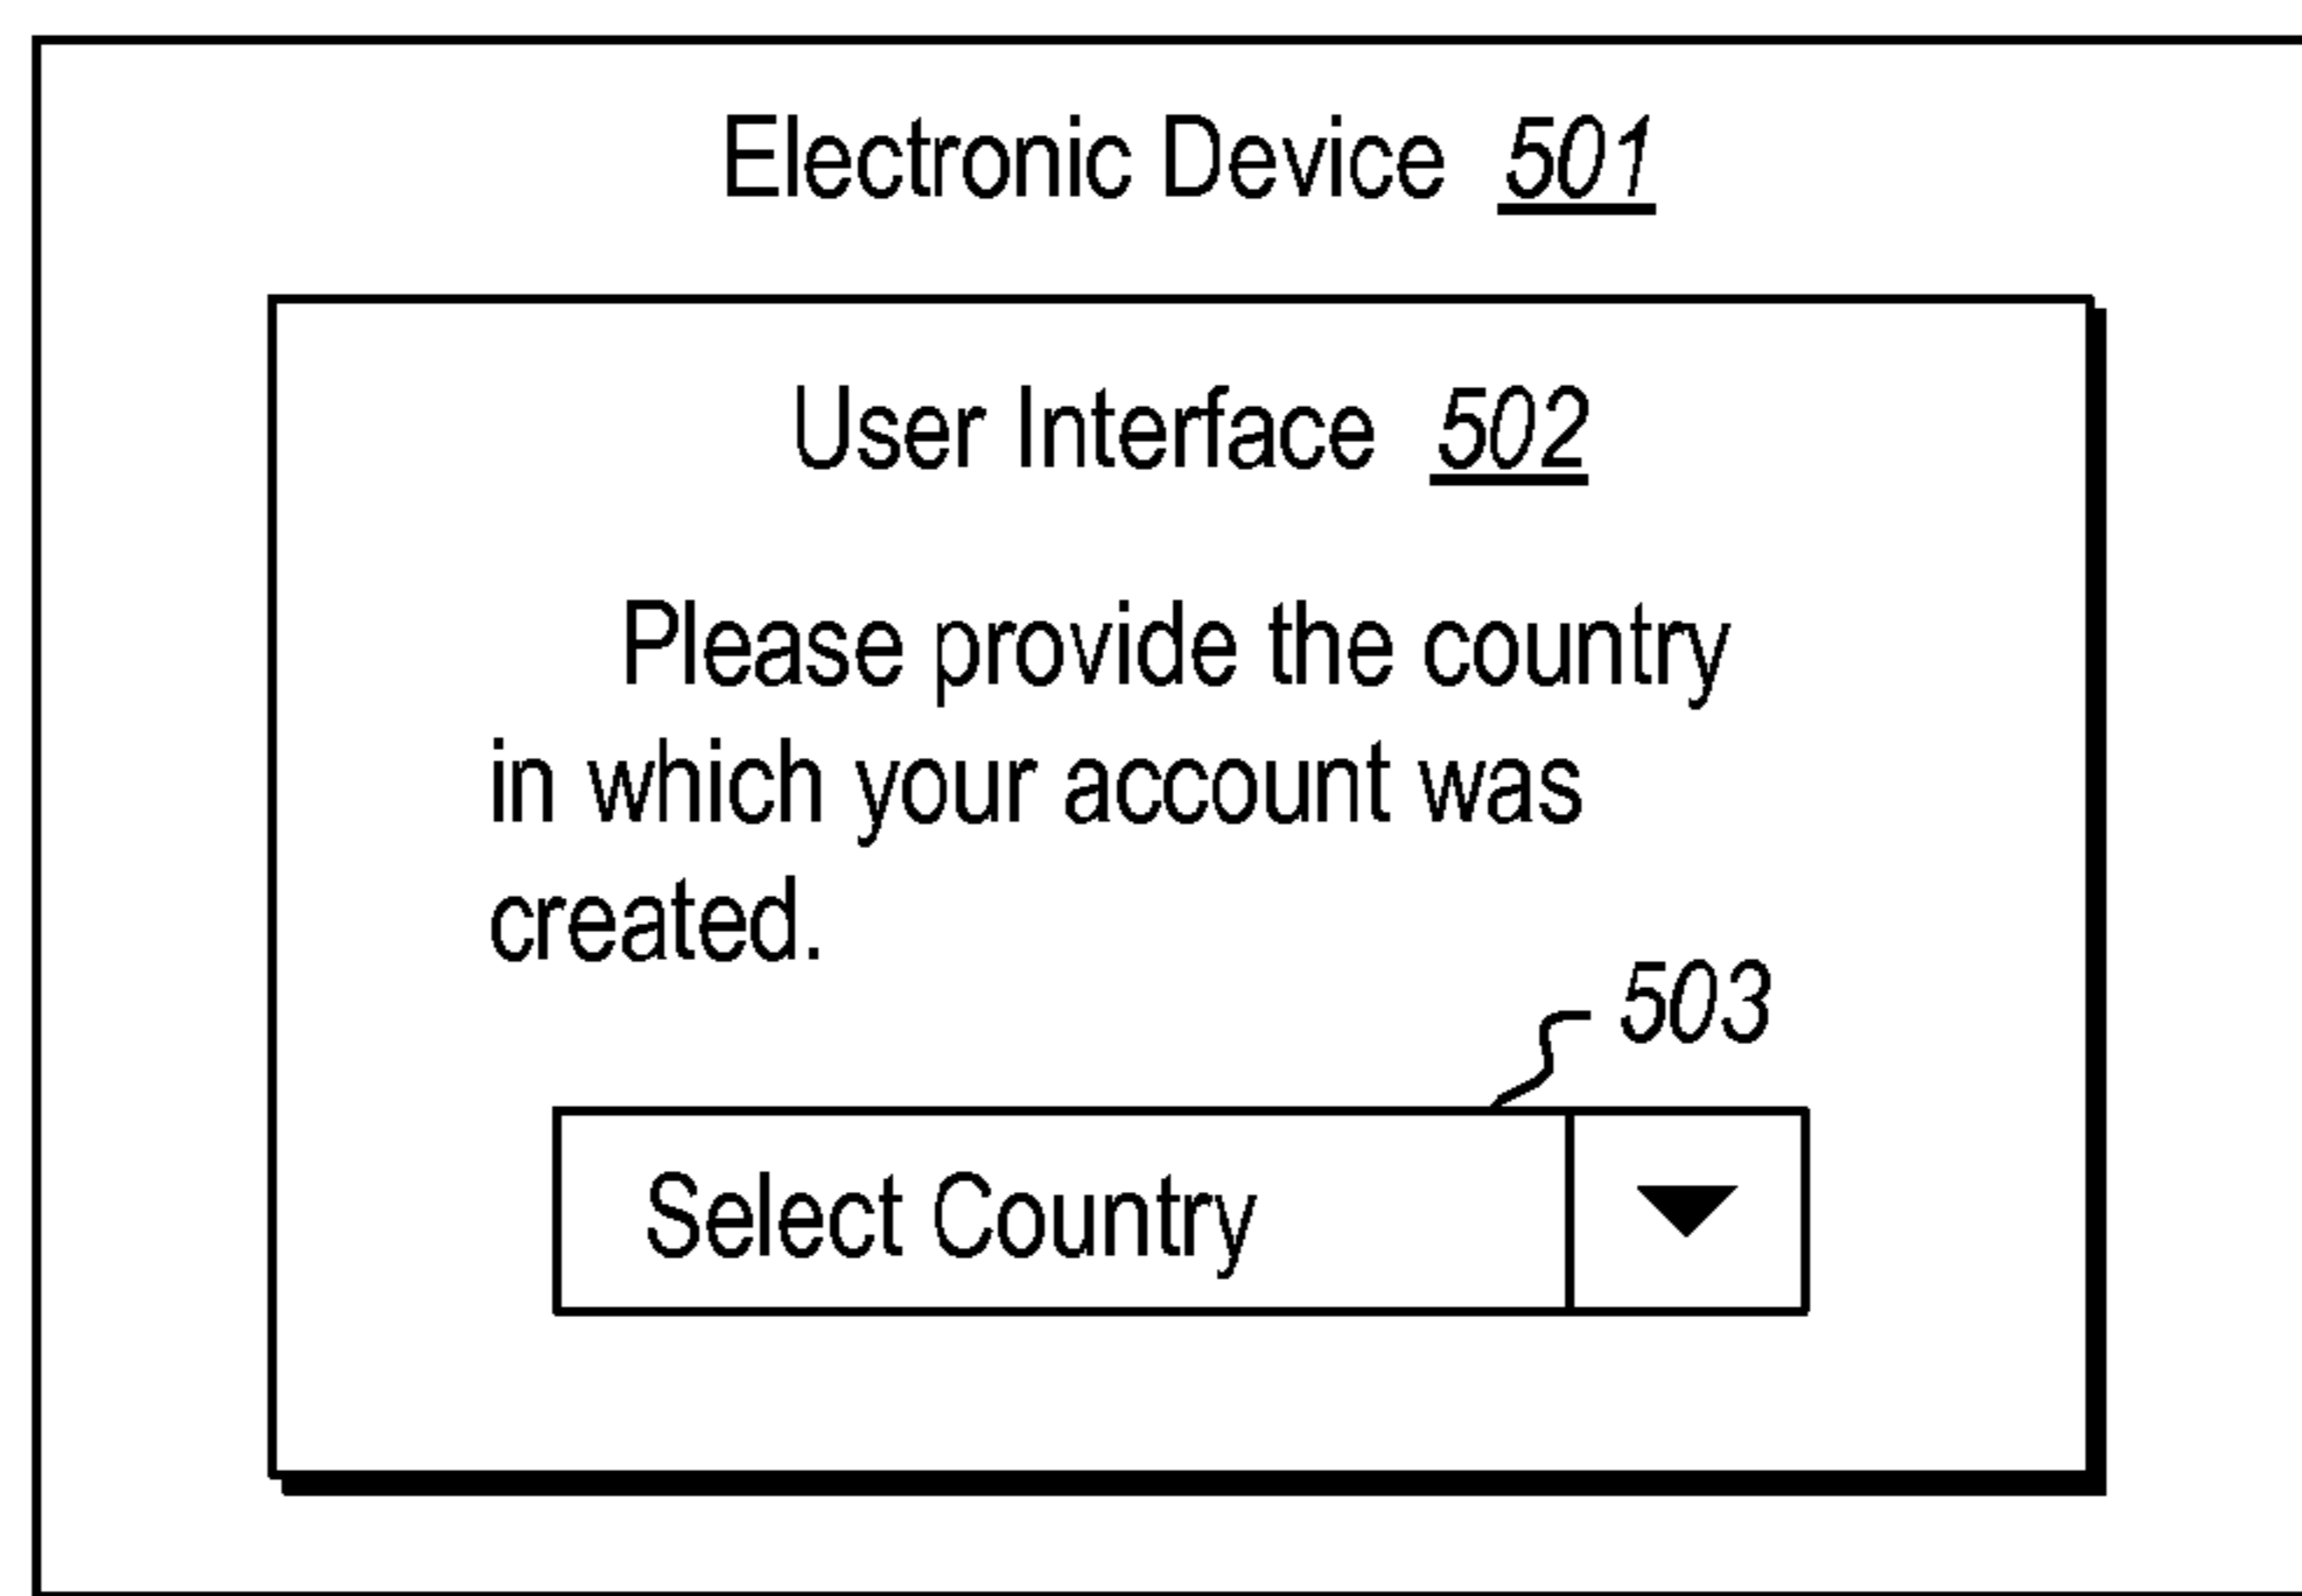 Electronic Device 501
User Interface 502
Please provide the country
in which your account was
created.
503
Select Country